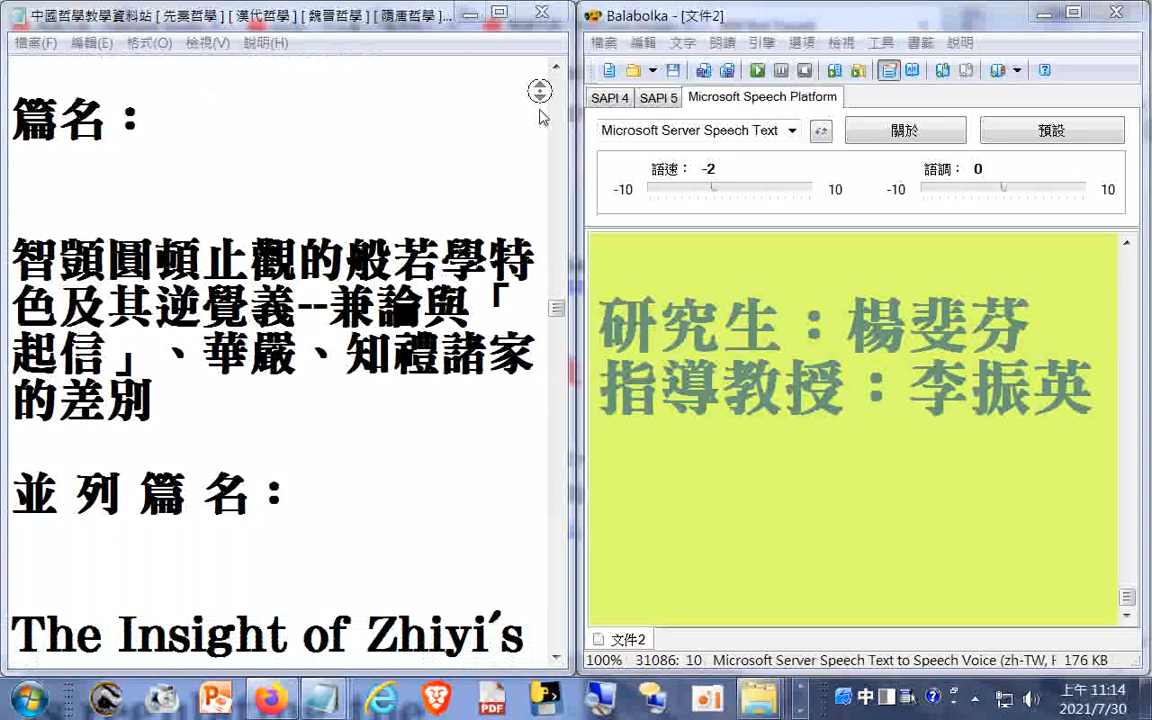 中國哲學教學資料站 [ 先秦哲學 ] [ 漢代哲學 ] [ 魏晉哲學 ] [ 隋唐哲學 ]...
檔案(F) 編輯(E) 格式(O) 檢視(V) 說明(H)
篇名：
智顗圓頓止觀的般若學特
色及其逆覺義--兼論與「
起信」、華嚴、知禮諸家
的差別
並 列 篇 名：
The Insight of Zhiyi's
Balabolka - [文件2]
檔案 編輯 文字 朗讀 引擎 選項 檢視 工具 書籤 說明
SAPI 4 SAPI 5 Microsoft Speech Platform
Microsoft Server Speech Text 關於 預設
語速： -2 語調： 0
-10 10 -10 10
研究生：楊斐芬
指導教授：李振英
文件2
100% 31086: 10 Microsoft Server Speech Text to Speech Voice (zh-TW, H 176 KB
中
上午 11:14
2021/7/30